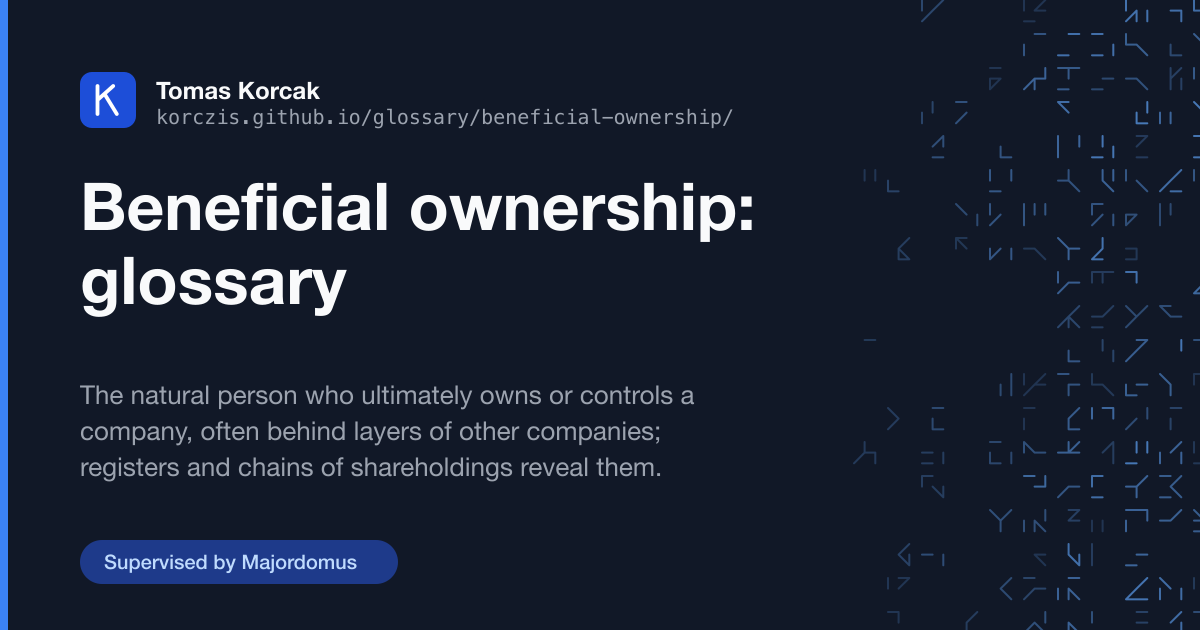 K
Tomas Korcak
korczis.github.io/glossary/beneficial-ownership/
Beneficial ownership:
glossary
The natural person who ultimately owns or controls a
company, often behind layers of other companies;
registers and chains of shareholdings reveal them.
Supervised by Majordomus